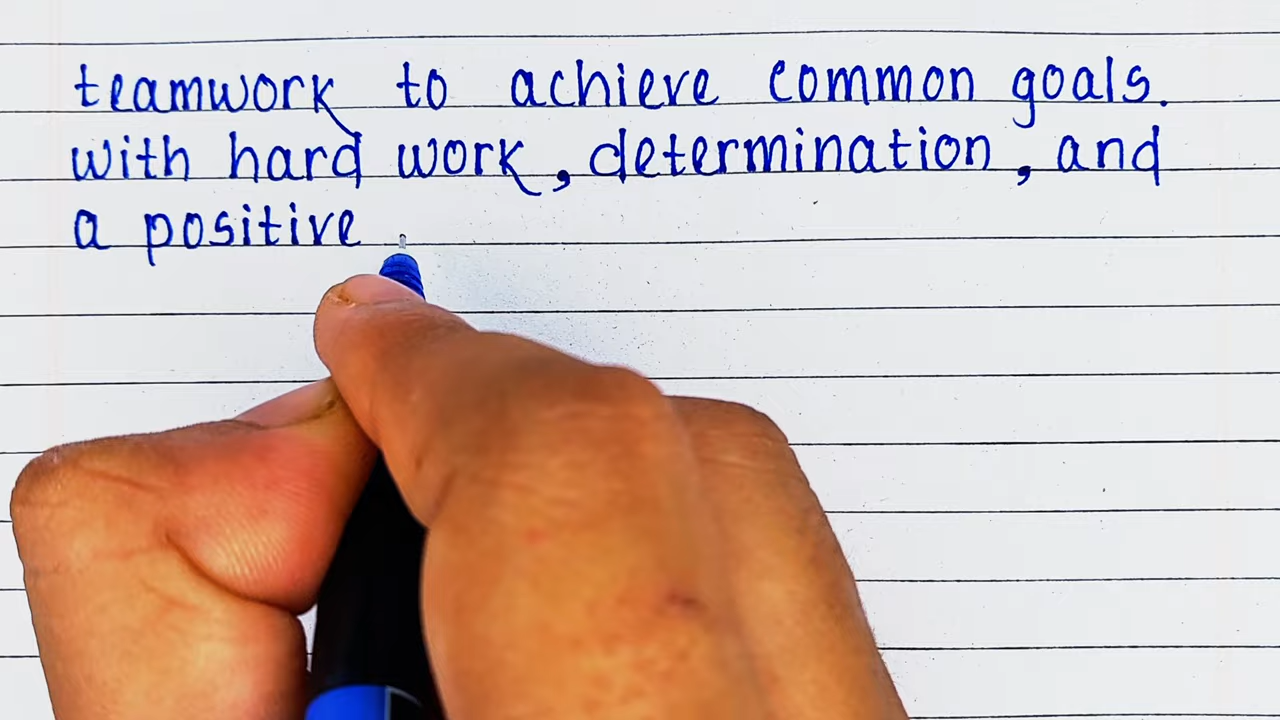 teamwork to achieve common goals.
with hard work, determination, and
a positive